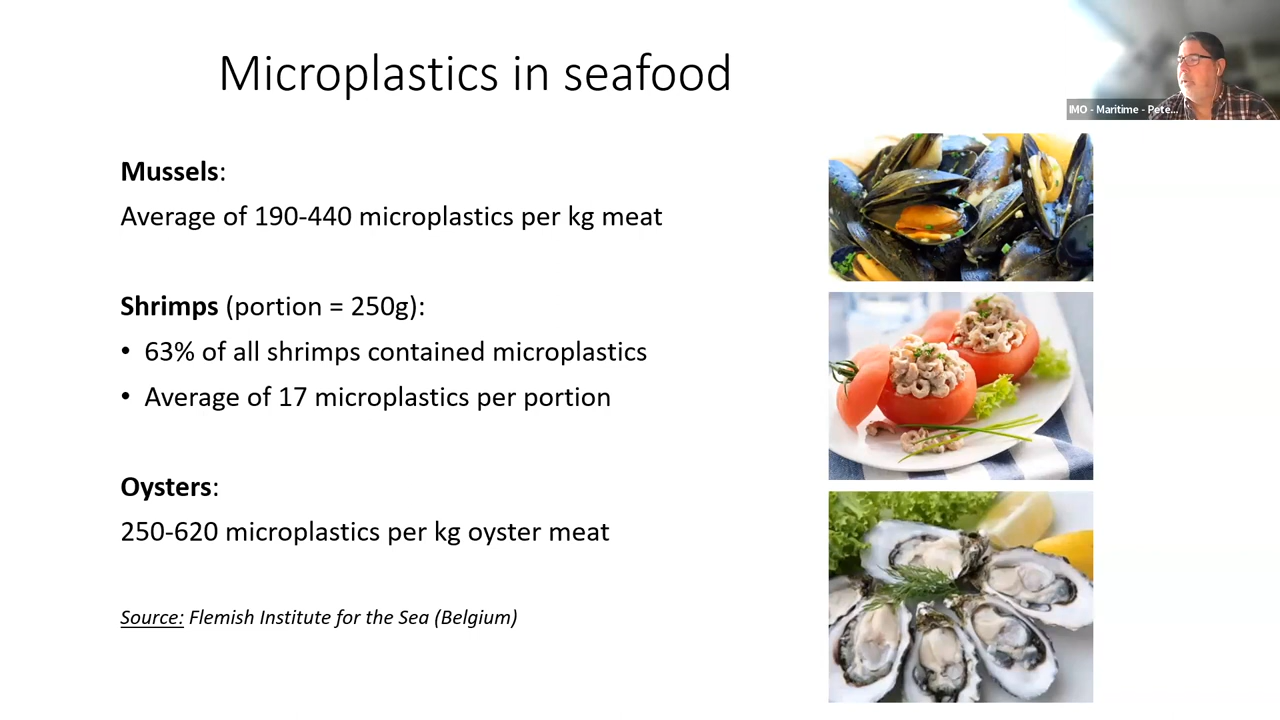 Microplastics in seafood
IMO - Maritime - Pete...
Mussels:
Average of 190-440 microplastics per kg meat
Shrimps (portion = 250g):
• 63% of all shrimps contained microplastics
• Average of 17 microplastics per portion
Oysters:
250-620 microplastics per kg oyster meat
Source: Flemish Institute for the Sea (Belgium)